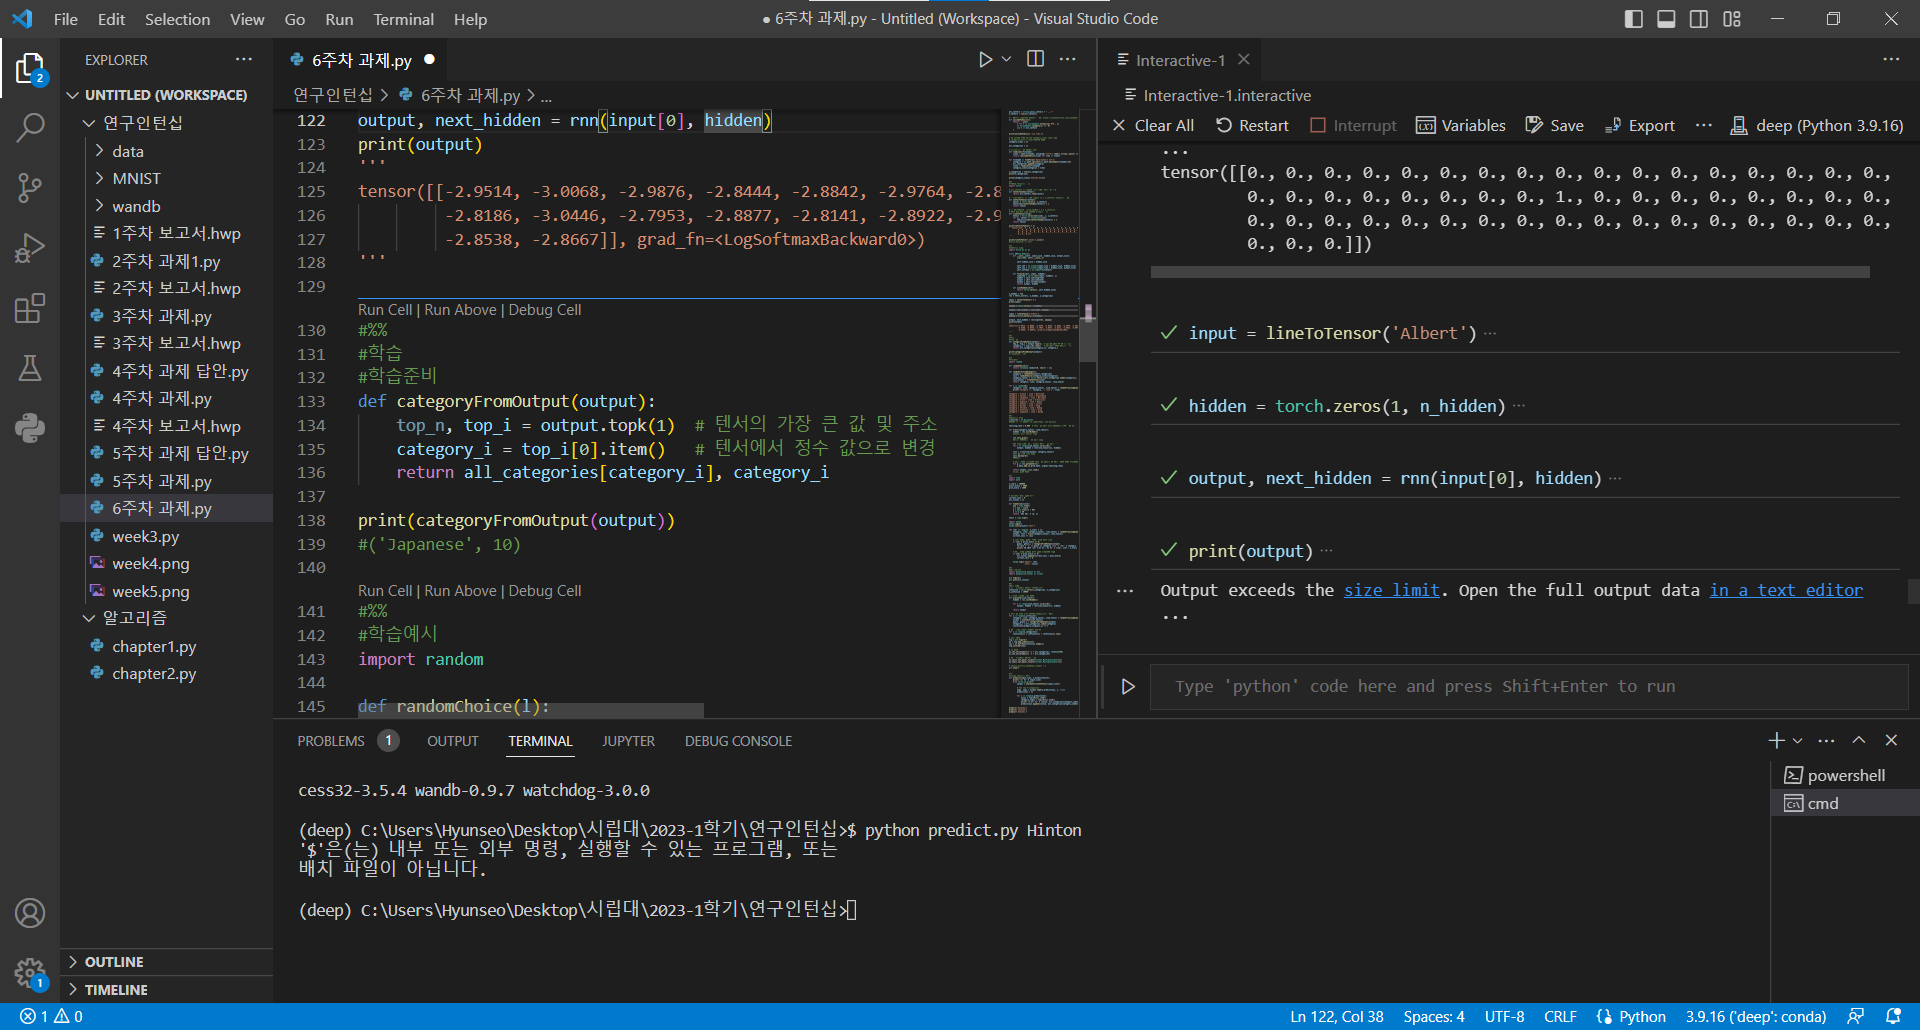 File Edit Selection View Go Run Terminal Help
● 6주차 과제.py - Untitled (Workspace) - Visual Studio Code
2
EXPLORER ···
UNTITLED (WORKSPACE)
연구인턴십
data
MNIST
wandb
1주차 보고서.hwp
2주차 과제1.py
2주차 보고서.hwp
3주차 과제.py
3주차 보고서.hwp
4주차 과제 답안.py
4주차 과제.py
4주차 보고서.hwp
5주차 과제 답안.py
5주차 과제.py
6주차 과제.py
week3.py
week4.png
week5.png
알고리즘
chapter1.py
chapter2.py
OUTLINE
TIMELINE
1
6주차 과제.py ●
연구인턴십 > 6주차 과제.py > ...
122 output, next_hidden = rnn(input[0], hidden)
123 print(output)
124 '''
125 tensor([[-2.9514, -3.0068, -2.9876, -2.8444, -2.8842, -2.9764, -2.8
126 -2.8186, -3.0446, -2.7953, -2.8877, -2.8141, -2.8922, -2.9
127 -2.8538, -2.8667]], grad_fn=<LogSoftmaxBackward0>)
128 '''
129
Run Cell | Run Above | Debug Cell
130 #%%
131 #학습
132 #학습준비
133 def categoryFromOutput(output):
134 top_n, top_i = output.topk(1) # 텐서의 가장 큰 값 및 주소
135 category_i = top_i[0].item() # 텐서에서 정수 값으로 변경
136 return all_categories[category_i], category_i
137
138 print(categoryFromOutput(output))
139 #('Japanese', 10)
140
Run Cell | Run Above | Debug Cell
141 #%%
142 #학습예시
143 import random
144
145 def randomChoice(l):
Interactive-1
Interactive-1.interactive
Clear All Restart Interrupt Variables Save Export ··· deep (Python 3.9.16)
...
tensor([[0., 0., 0., 0., 0., 0., 0., 0., 0., 0., 0., 0., 0., 0., 0., 0., 0.,
0., 0., 0., 0., 0., 0., 0., 0., 1., 0., 0., 0., 0., 0., 0., 0., 0.,
0., 0., 0., 0., 0., 0., 0., 0., 0., 0., 0., 0., 0., 0., 0., 0., 0.,
0., 0., 0.]])
input = lineToTensor('Albert') ···
hidden = torch.zeros(1, n_hidden) ···
output, next_hidden = rnn(input[0], hidden) ···
print(output) ···
··· Output exceeds the size limit. Open the full output data in a text editor
...
Type 'python' code here and press Shift+Enter to run
PROBLEMS 1 OUTPUT TERMINAL JUPYTER DEBUG CONSOLE
cess32-3.5.4 wandb-0.9.7 watchdog-3.0.0
(deep) C:\Users\Hyunseo\Desktop\시립대\2023-1학기\연구인턴십>$ python predict.py Hinton
'$'은(는) 내부 또는 외부 명령, 실행할 수 있는 프로그램, 또는
배치 파일이 아닙니다.
(deep) C:\Users\Hyunseo\Desktop\시립대\2023-1학기\연구인턴십>
powershell
cmd
1 0
Ln 122, Col 38 Spaces: 4 UTF-8 CRLF Python 3.9.16 ('deep': conda)